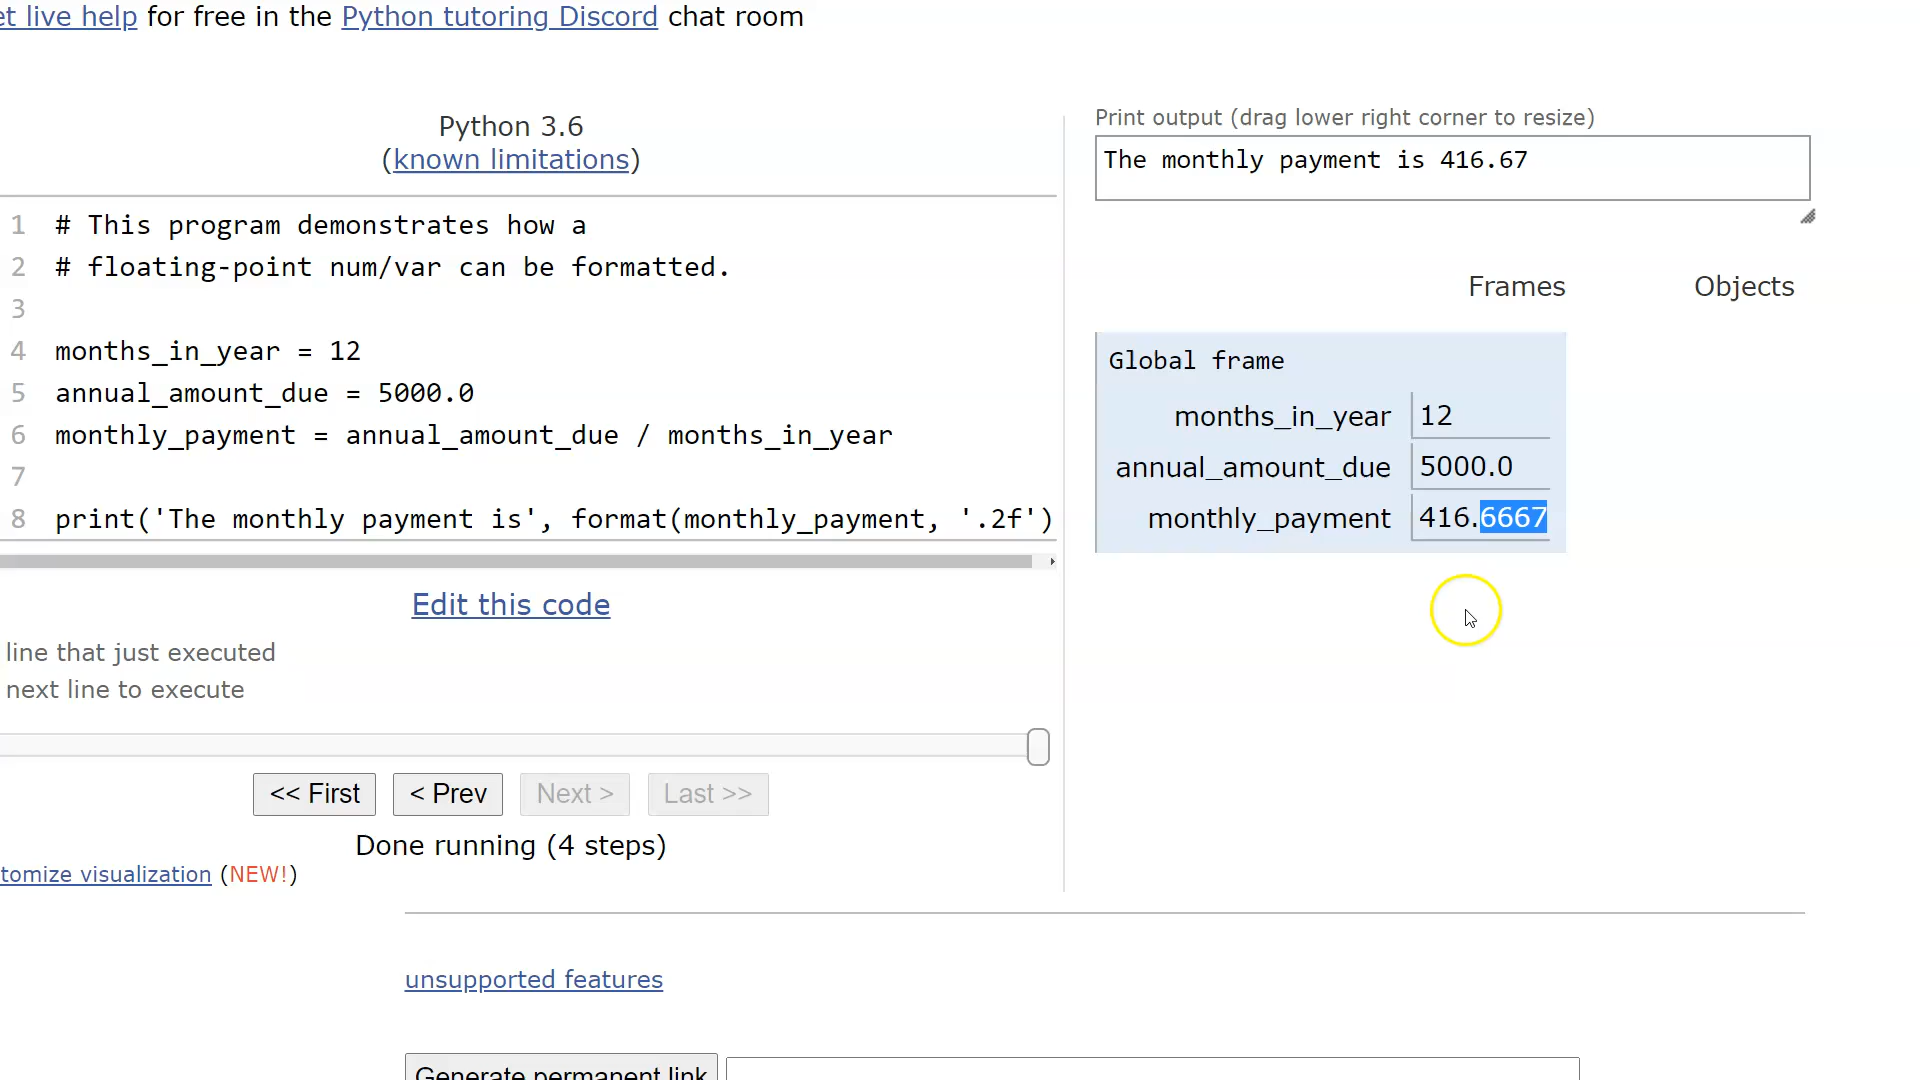 et live help for free in the Python tutoring Discord chat room
Python 3.6
(known limitations)
1 # This program demonstrates how a
2 # floating-point num/var can be formatted.
3
4 months_in_year = 12
5 annual_amount_due = 5000.0
6 monthly_payment = annual_amount_due / months_in_year
7
8 print('The monthly payment is', format(monthly_payment, '.2f')
Edit this code
line that just executed
next line to execute
<< First < Prev Next > Last >>
Done running (4 steps)
tomize visualization (NEW!)
Print output (drag lower right corner to resize)
The monthly payment is 416.67
Frames Objects
Global frame
months_in_year 12
annual_amount_due 5000.0
monthly_payment 416.6667
unsupported features
Generate permanent link